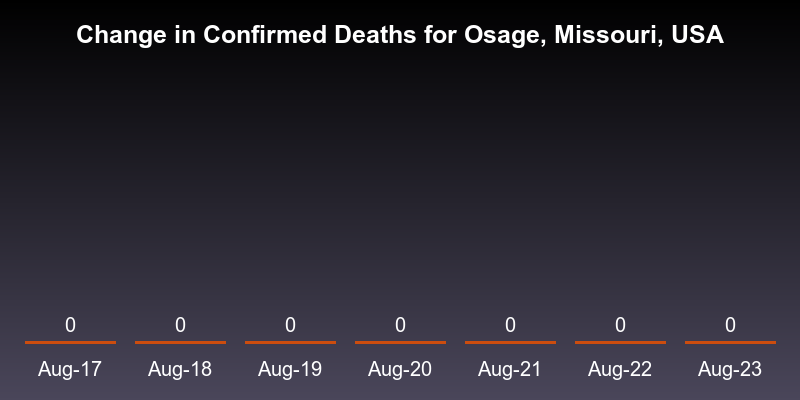 Change in Confirmed Deaths for Osage, Missouri, USA
0 0 0 0 0 0 0
Aug-17 Aug-18 Aug-19 Aug-20 Aug-21 Aug-22 Aug-23